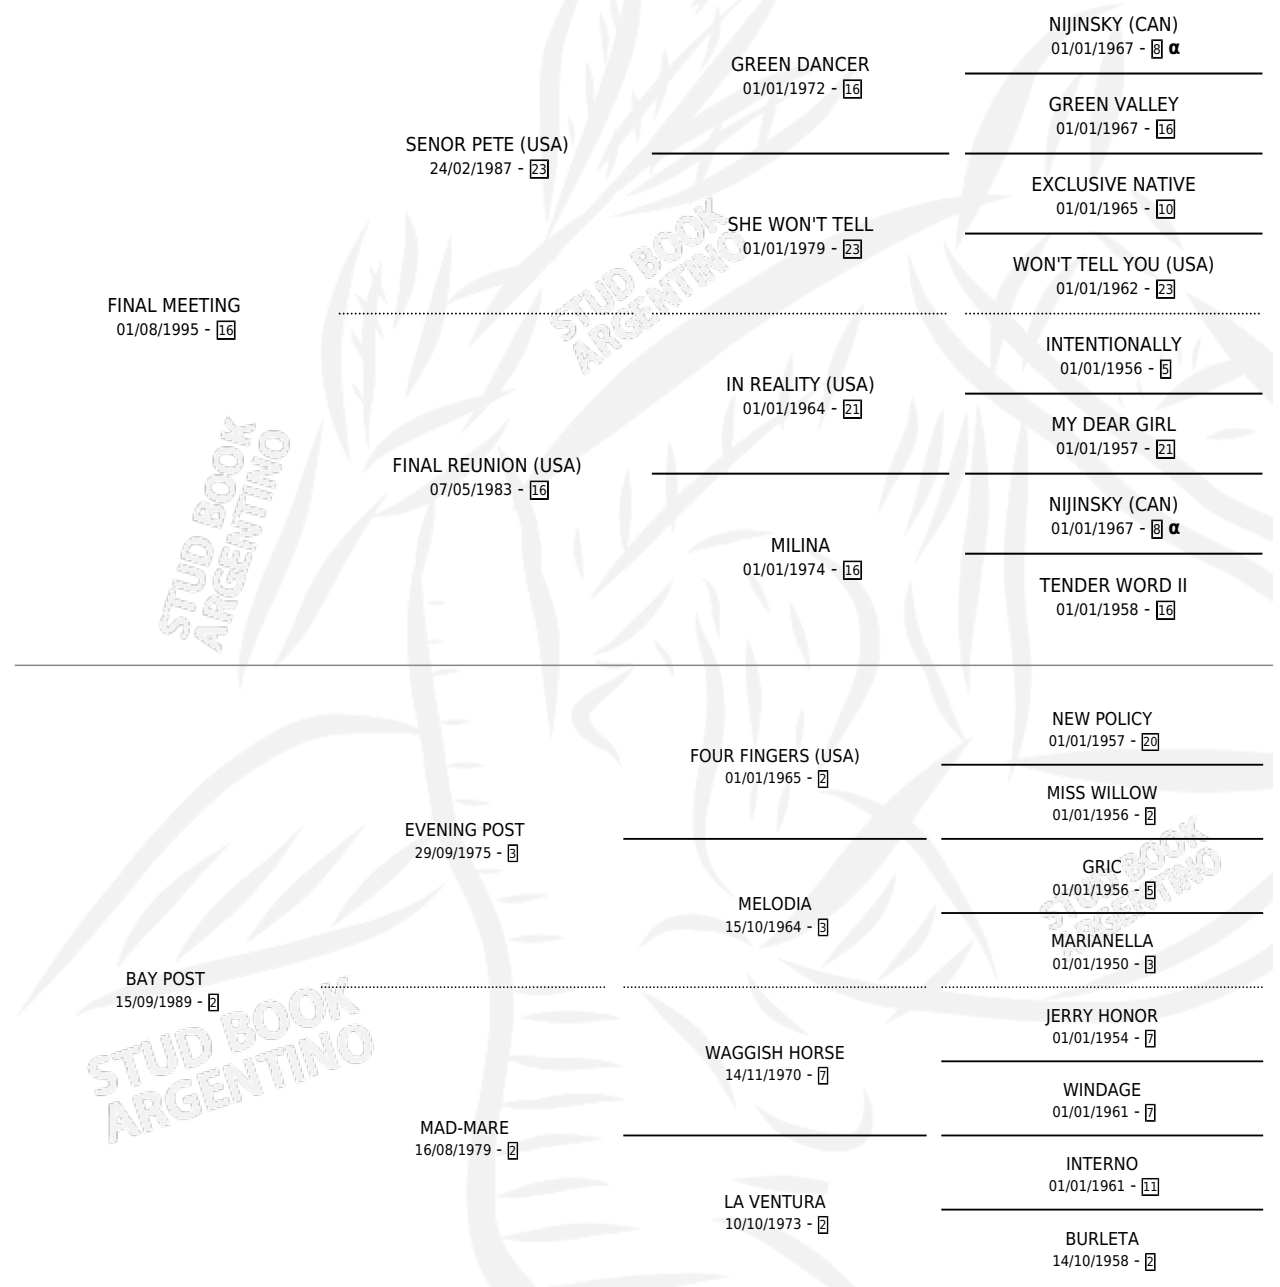 NIJINSKY (CAN)
01/01/1967 - 8 α
GREEN DANCER
01/01/1972 - 16
GREEN VALLEY
01/01/1967 - 16
SENOR PETE (USA)
24/02/1987 - 23
EXCLUSIVE NATIVE
01/01/1965 - 10
SHE WON'T TELL
01/01/1979 - 23
WON'T TELL YOU (USA)
01/01/1962 - 23
STUD BOOK
ARGENTINO
FINAL MEETING
01/08/1995 - 16
INTENTIONALLY
01/01/1956 - 5
IN REALITY (USA)
01/01/1964 - 21
MY DEAR GIRL
01/01/1957 - 21
FINAL REUNION (USA)
07/05/1983 - 16
NIJINSKY (CAN)
01/01/1967 - 8 α
MILINA
01/01/1974 - 16
TENDER WORD II
01/01/1958 - 16
STUD BOOK
ARGENTINO
NEW POLICY
01/01/1957 - 20
FOUR FINGERS (USA)
01/01/1965 - 2
MISS WILLOW
01/01/1956 - 2
EVENING POST
29/09/1975 - 3
GRIC
01/01/1956 - 5
MELODIA
15/10/1964 - 3
MARIANELLA
01/01/1950 - 3
STUD BOOK
ARGENTINO
BAY POST
15/09/1989 - 2
JERRY HONOR
01/01/1954 - 7
WAGGISH HORSE
14/11/1970 - 7
WINDAGE
01/01/1961 - 7
STUD BOOK
ARGENTINO
MAD-MARE
16/08/1979 - 2
INTERNO
01/01/1961 - 11
LA VENTURA
10/10/1973 - 2
BURLETA
14/10/1958 - 2